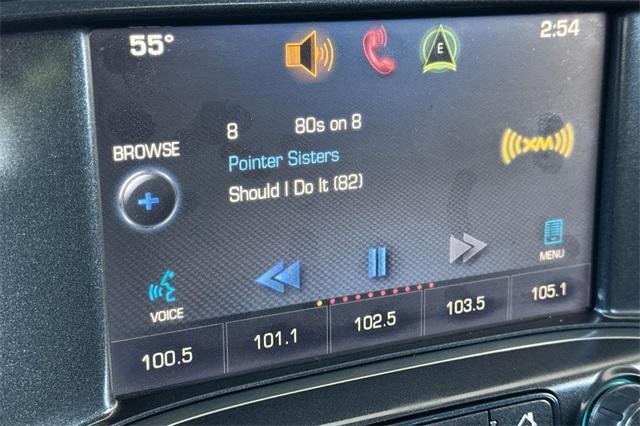 55°
E
2:54
8 80s on 8
BROWSE
Pointer Sisters
XM
Should I Do It (82)
VOICE
MENU
100.5 101.1 102.5 103.5 105.1